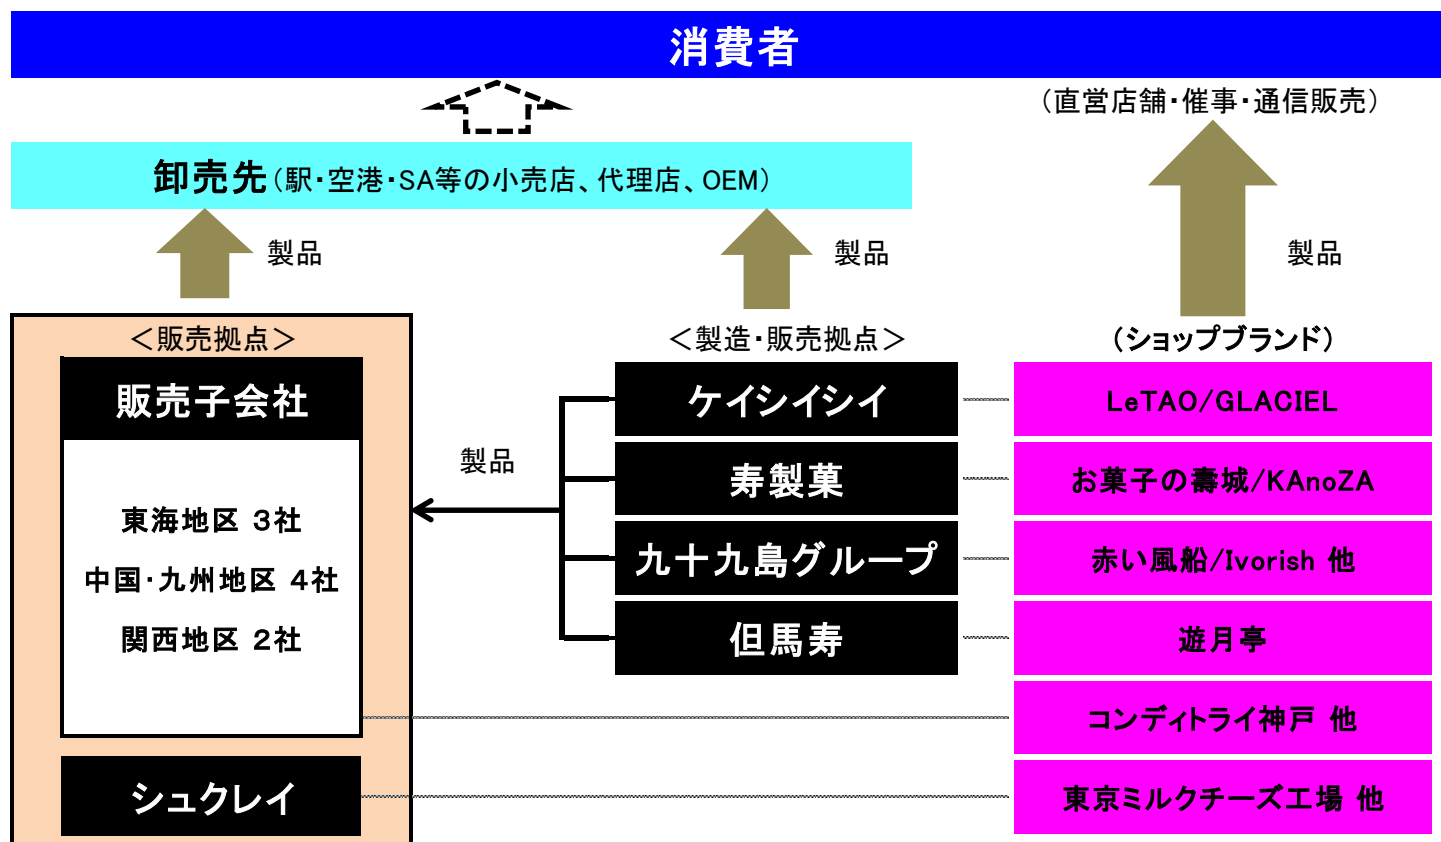 消費者
（直営店舗・催事・通信販売）
卸売先（駅・空港・SA等の小売店、代理店、OEM）
製品
製品
製品
＜販売拠点＞
＜製造・販売拠点＞
（ショップブランド）
販売子会社
東海地区 3社
中国・九州地区 4社
関西地区 2社
シュクレイ
製品
ケイシイシイ
寿製菓
九十九島グループ
但馬寿
LeTAO/GLACIEL
お菓子の壽城/KAnoZA
赤い風船/Ivorish 他
遊月亭
コンディトライ神戸 他
東京ミルクチーズ工場 他